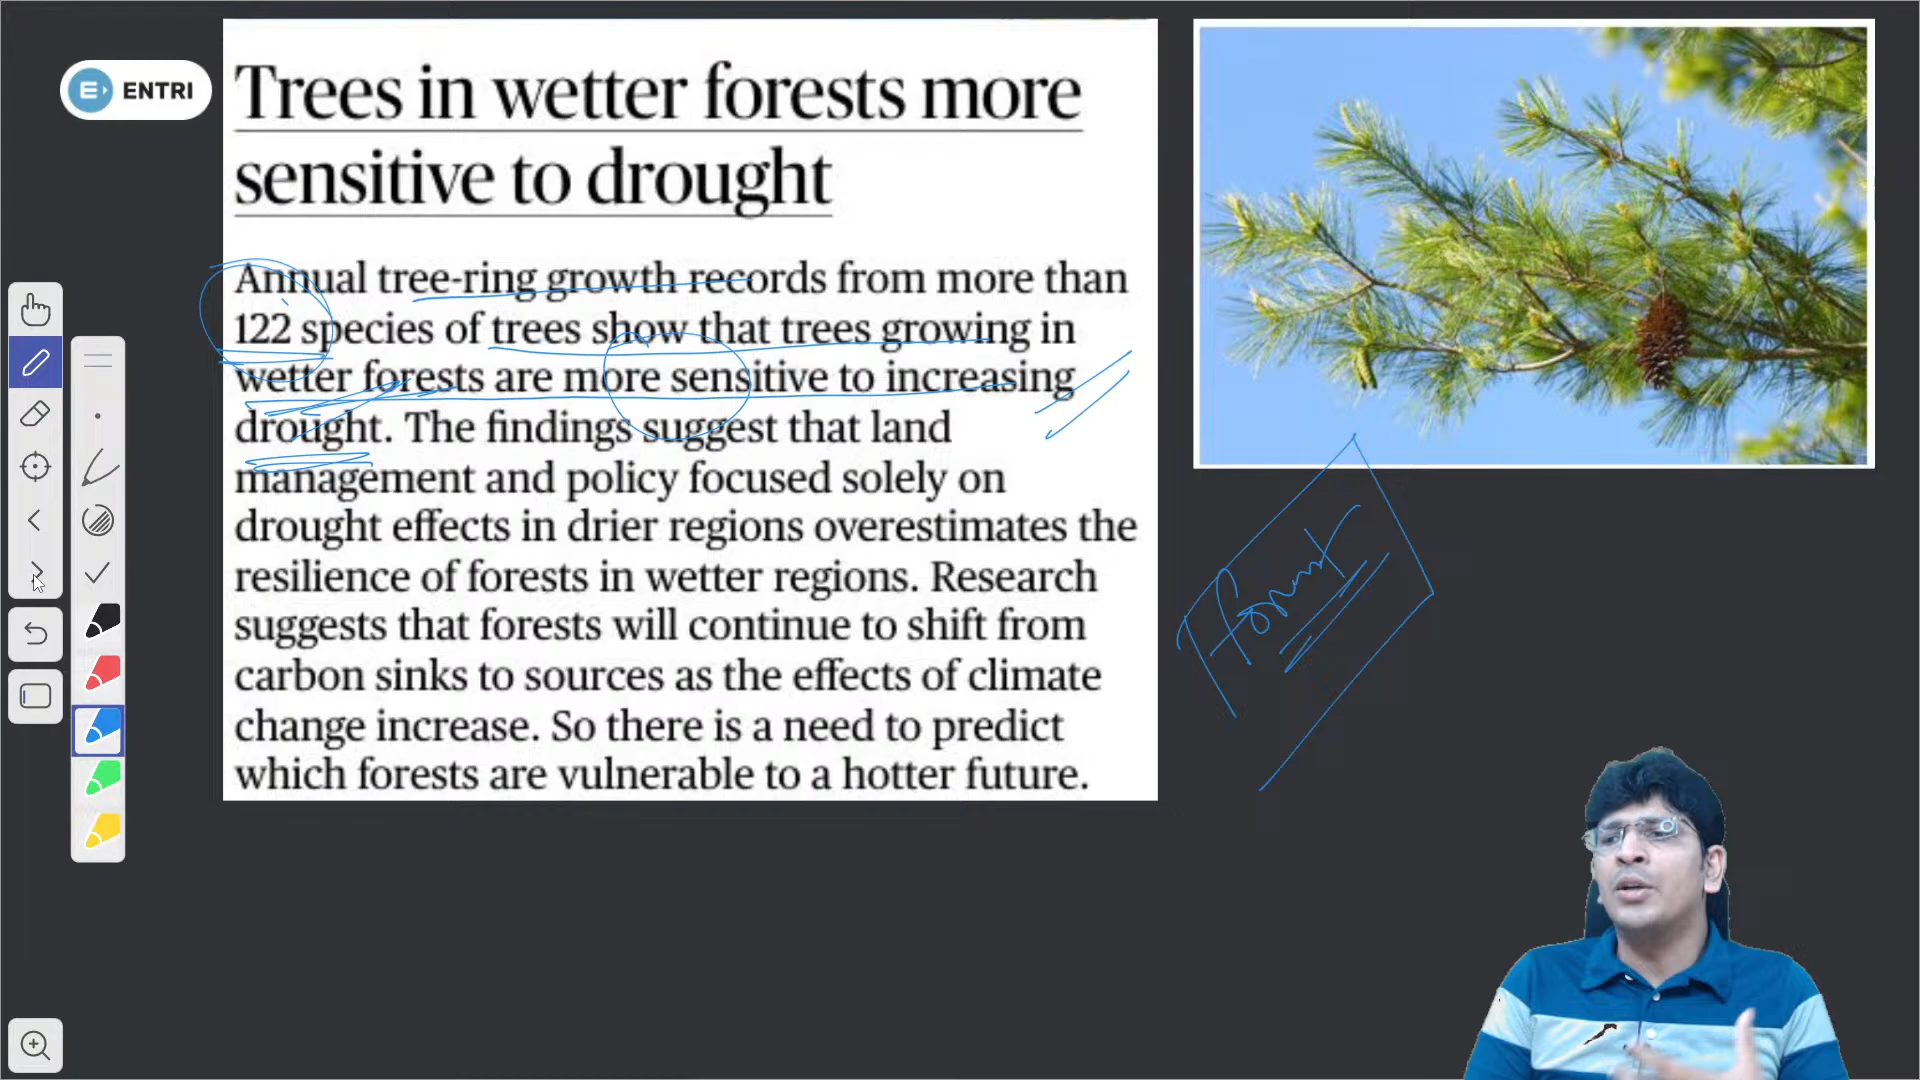 ENTRI
Trees in wetter forests more
sensitive to drought
Annual tree-ring growth records from more than
122 species of trees show that trees growing in
wetter forests are more sensitive to increasing
drought. The findings suggest that land
management and policy focused solely on
drought effects in drier regions overestimates the
resilience of forests in wetter regions. Research
suggests that forests will continue to shift from
carbon sinks to sources as the effects of climate
change increase. So there is a need to predict
which forests are vulnerable to a hotter future.